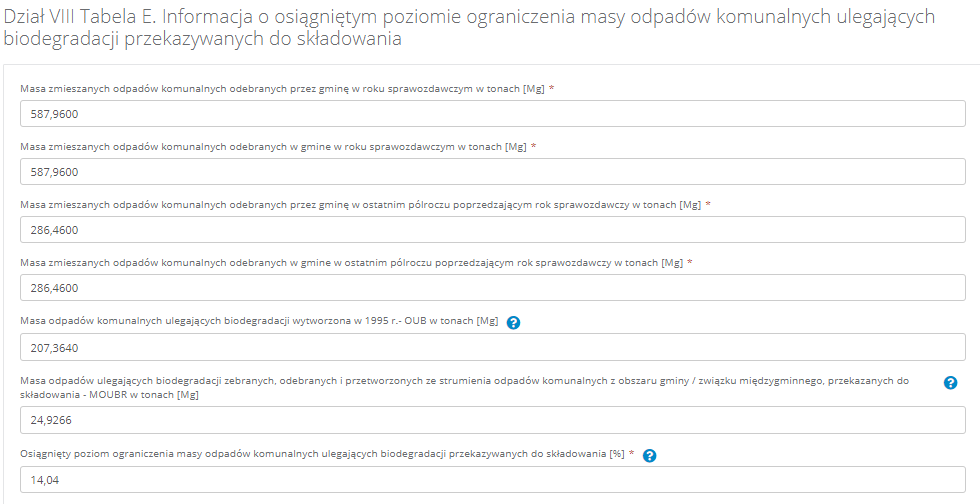 Dział VIII Tabela E. Informacja o osiągniętym poziomie ograniczenia masy odpadów komunalnych ulegających
biodegradacji przekazywanych do składowania
Masa zmieszanych odpadów komunalnych odebranych przez gminę w roku sprawozdawczym w tonach [Mg] *
587,9600
Masa zmieszanych odpadów komunalnych odebranych w gmine w roku sprawozdawczym w tonach [Mg] *
587,9600
Masa zmieszanych odpadów komunalnych odebranych przez gminę w ostatnim pólroczu poprzedzającym rok sprawozdawczy w tonach [Mg] *
286,4600
Masa zmieszanych odpadów komunalnych odebranych w gmine w ostatnim pólroczu poprzedzającym rok sprawozdawczy w tonach [Mg] *
286,4600
Masa odpadów komunalnych ulegających biodegradacji wytworzona w 1995 r.- OUB w tonach [Mg] ?
207,3640
Masa odpadów ulegających biodegradacji zebranych, odebranych i przetworzonych ze strumienia odpadów komunalnych z obszaru gminy / związku międzygminnego, przekazanych do ?
składowania - MOUBR w tonach [Mg]
24,9266
Osiągnięty poziom ograniczenia masy odpadów komunalnych ulegających biodegradacji przekazywanych do składowania [%] * ?
14,04